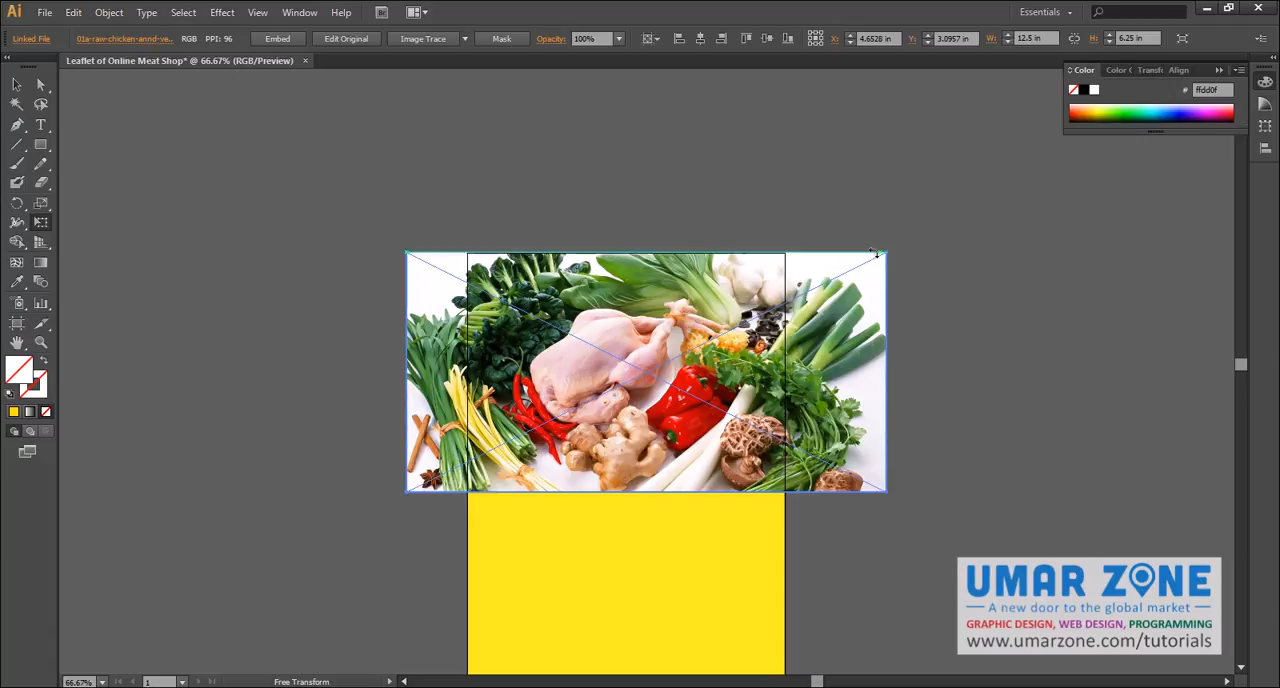 Ai File Edit Object Type Select Effect View Window Help Br Essentials
Linked File 01a-raw-chicken-annd-ve.. RGB PPI: 96 Embed Edit Original Image Trace Mask Opacity: 100% X: 4.6528 in Y: 3.0957 in W: 12.5 in H: 6.25 in
Leaflet of Online Meat Shop* @ 66.67% (RGB/Preview) ×
Color Color Transf Align
# ffdd0f
T
UMAR ZONE
A new door to the global market
GRAPHIC DESIGN, WEB DESIGN, PROGRAMMING
www.umarzone.com/tutorials
66.67% 1 Free Transform